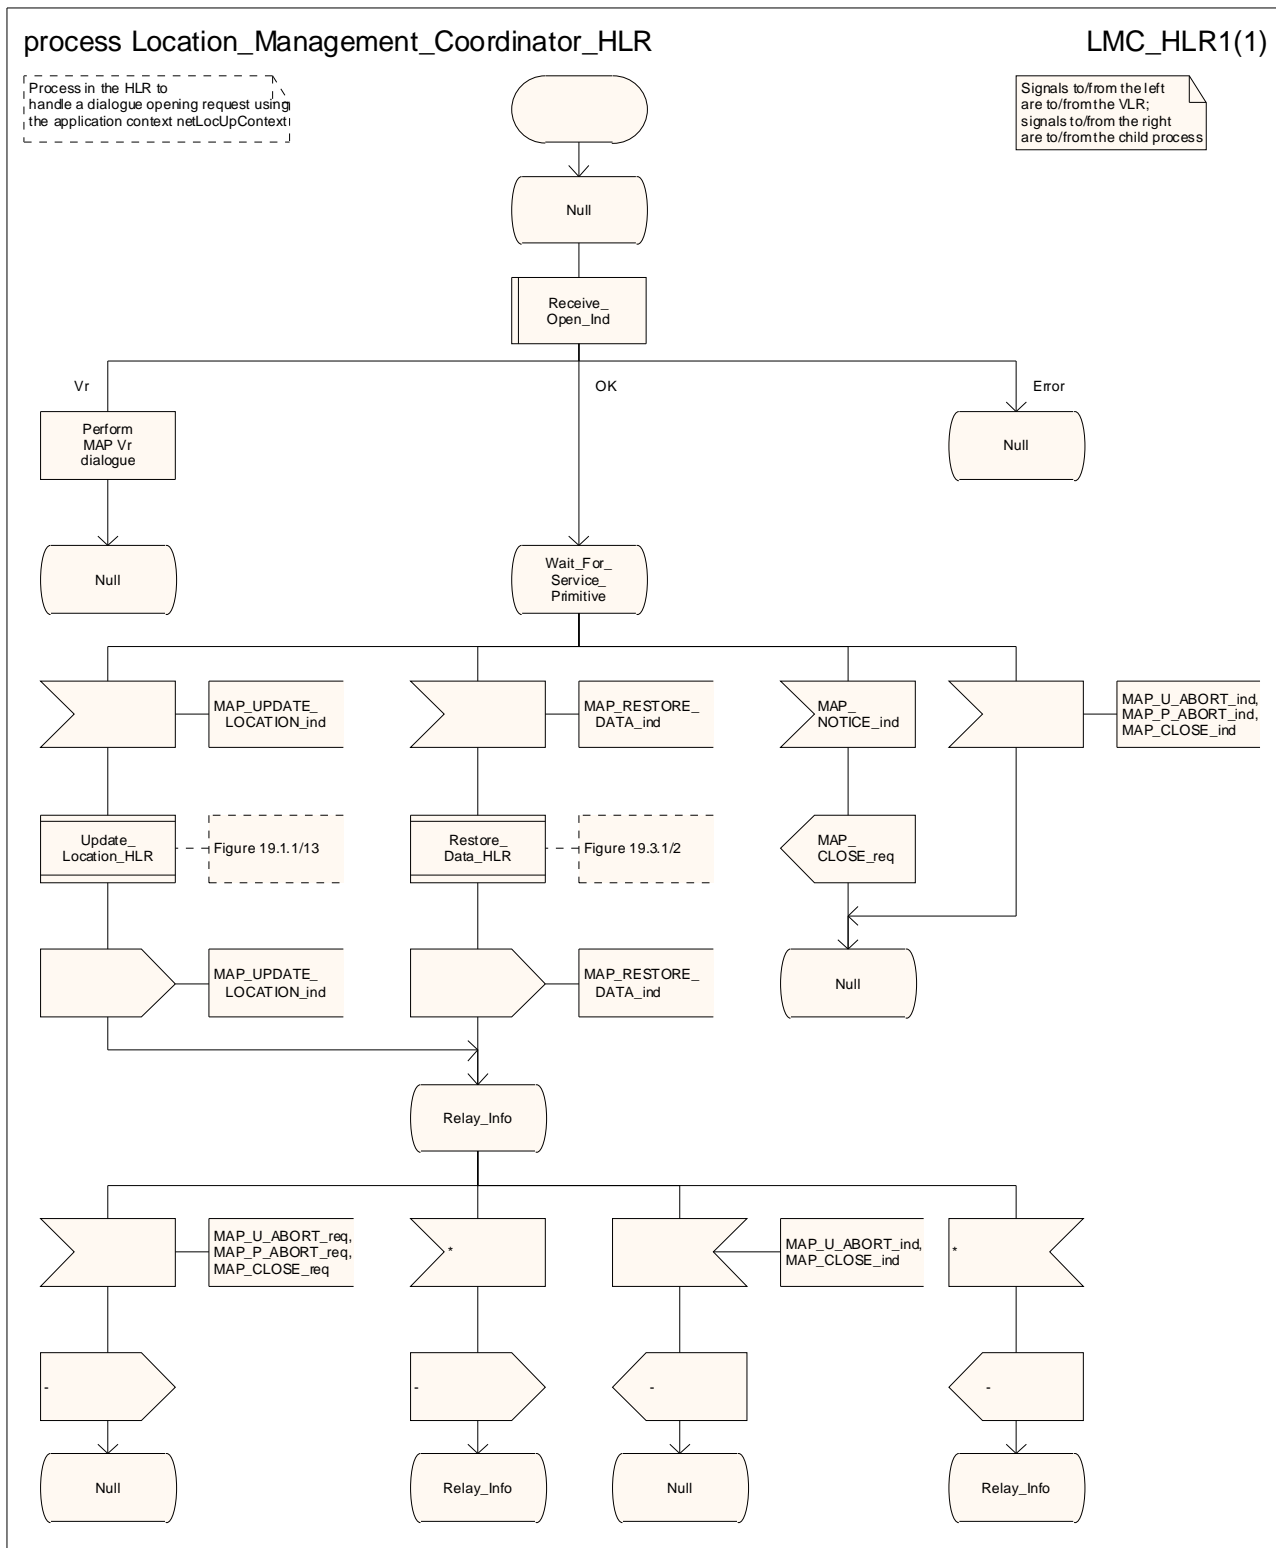 process Location_Management_Coordinator_HLR
LMC_HLR1(1)
Process in the HLR to
handle a dialogue opening request using
the application context netLocUpContext
Signals to/from the left
are to/from the VLR;
signals to/from the right
are to/from the child process
Null
Receive_
Open_Ind
Vr
OK
Error
Perform
MAP Vr
dialogue
Null
Null
Wait_For_
Service_
Primitive
Null
MAP_UPDATE_
LOCATION_ind
MAP_RESTORE_
DATA_ind
MAP_
NOTICE_ind
MAP_U_ABORT_ind,
MAP_P_ABORT_ind,
MAP_CLOSE_ind
Update_
Location_HLR
Figure 19.1.1/13
Restore_
Data_HLR
Figure 19.3.1/2
MAP_
CLOSE_req
MAP_UPDATE_
LOCATION_ind
MAP_RESTORE_
DATA_ind
Null
Relay_Info
MAP_U_ABORT_req,
MAP_P_ABORT_req,
MAP_CLOSE_req
*
MAP_U_ABORT_ind,
MAP_CLOSE_ind
*
-
-
-
-
Null
Relay_Info
Null
Relay_Info